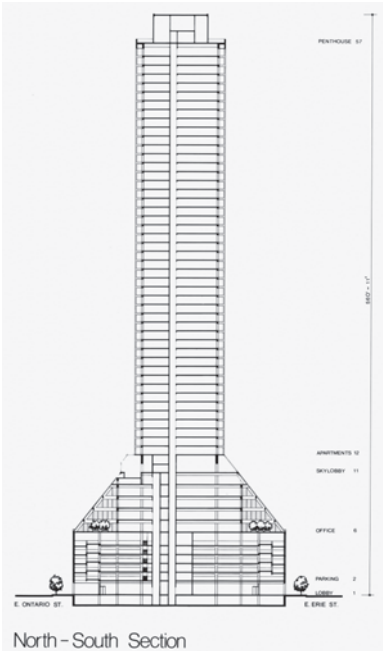 PENTHOUSE 57
APARTMENTS 12
SKYLOBBY 11
OFFICE 6
PARKING 2
LOBBY 1
E. ONTARIO ST.
E. ERIE ST.
North-South Section